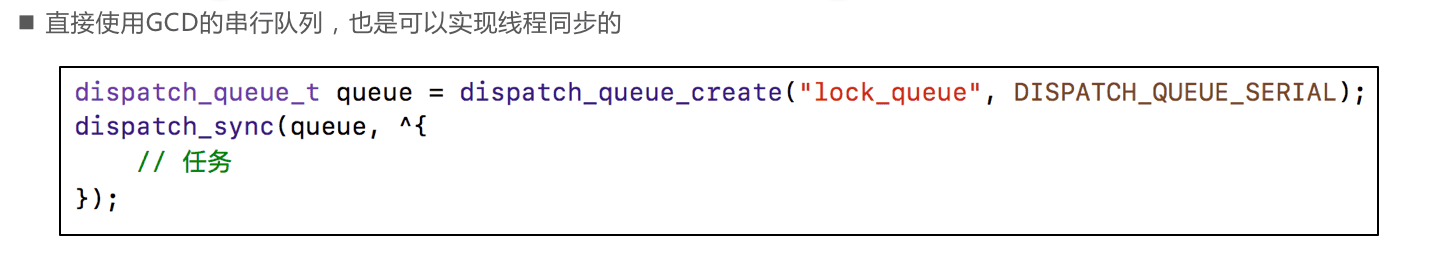 ■ 直接使用GCD的串行队列，也是可以实现线程同步的
dispatch_queue_t queue = dispatch_queue_create("lock_queue", DISPATCH_QUEUE_SERIAL);
dispatch_sync(queue, ^{
    // 任务
});